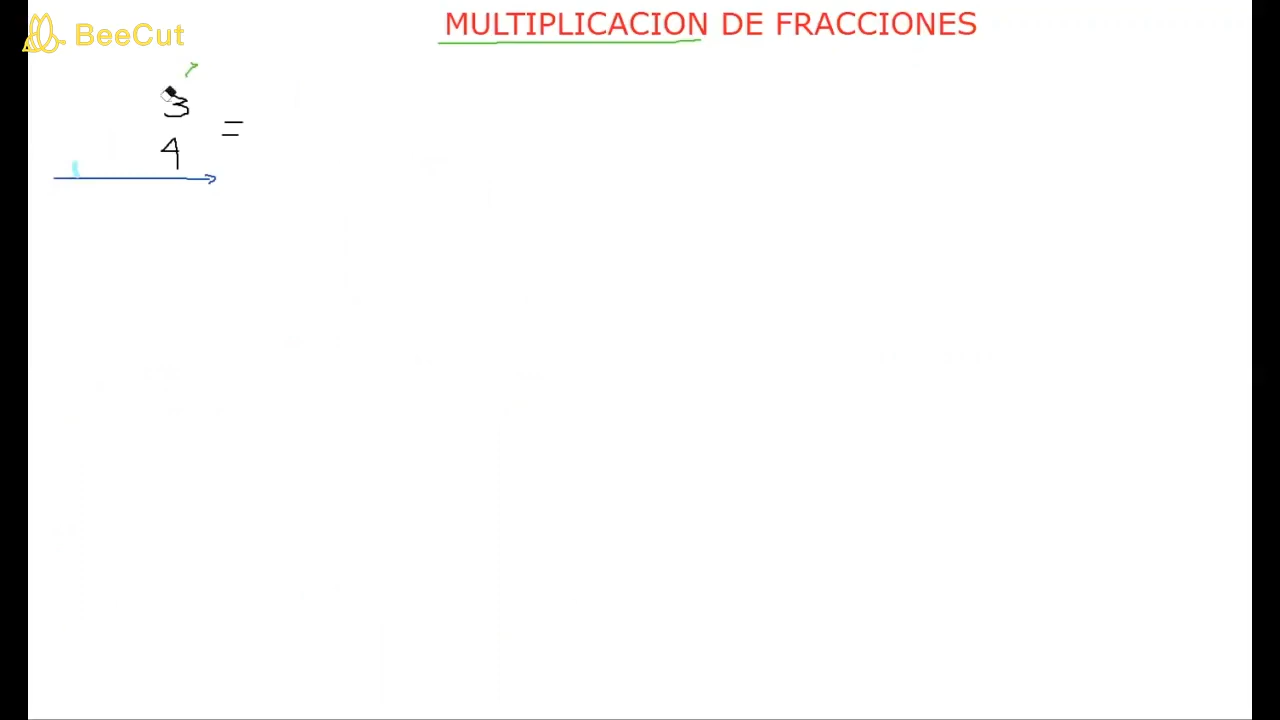 BeeCut
MULTIPLICACION DE FRACCIONES
3
=
4